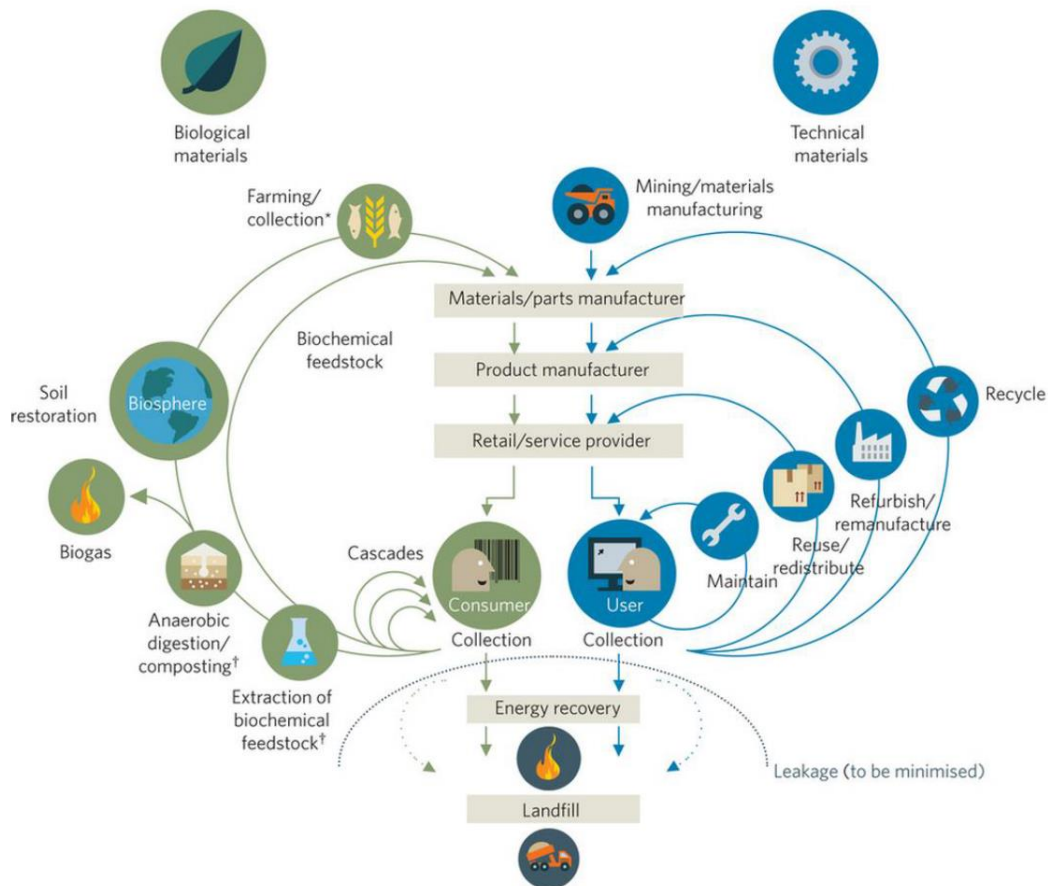 Biological
materials
Technical
materials
Farming/
collection*
Mining/materials
manufacturing
Materials/parts manufacturer
Biochemical
feedstock
Product manufacturer
Soil
restoration
Biosphere
Recycle
Retail/service provider
Biogas
Refurbish/
remanufacture
Reuse/
redistribute
Cascades
Maintain
Consumer
User
Collection
Collection
Anaerobic
digestion/
composting†
Extraction of
biochemical
feedstock†
Energy recovery
Leakage (to be minimised)
Landfill